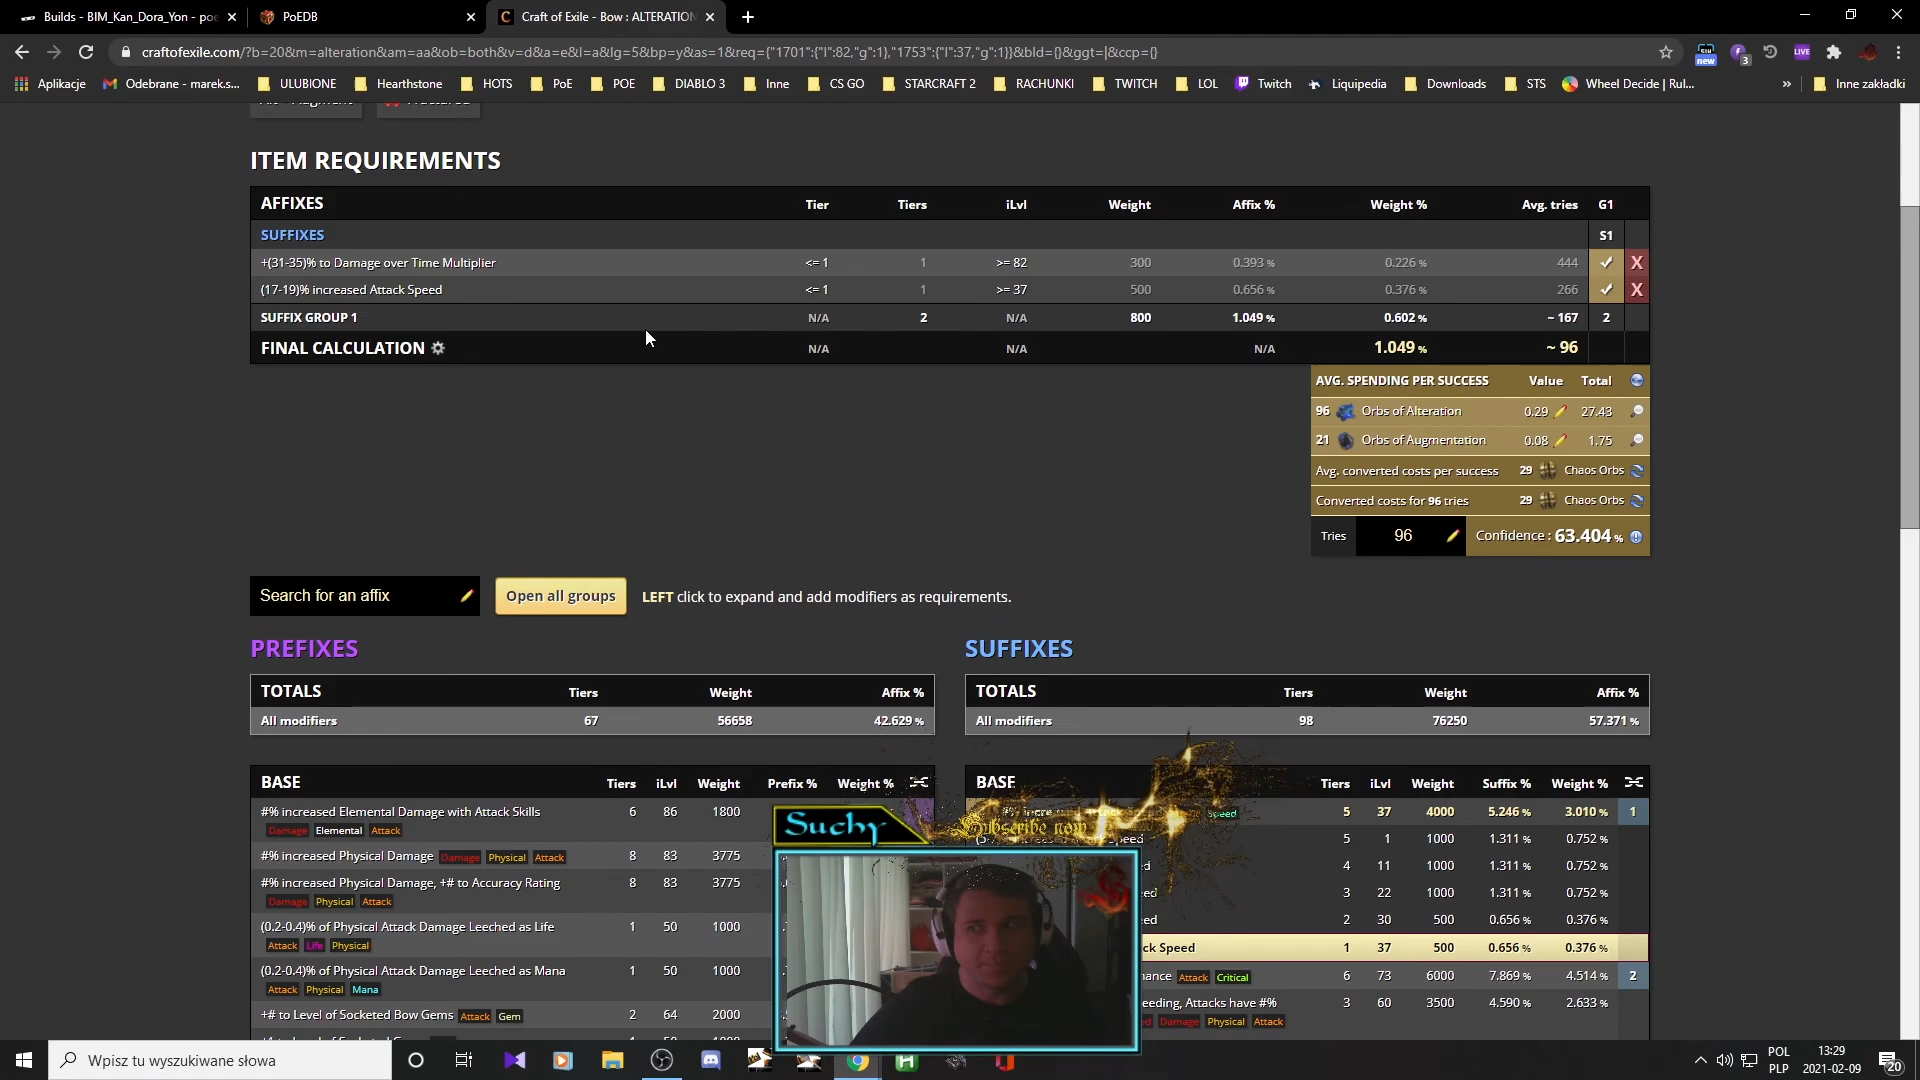 Builds - BIM_Kan_Dora_Yon - poe
PoEDB
Craft of Exile - Bow : ALTERATION
craftofexile.com/?b=20&m=alteration&am=aa&ob=both&v=d&a=e&l=a&lg=5&bp=y&as=1&req={"1701":{"l":82,"g":1},"1753":{"l":37,"g":1}}&bld={}&ggt=|&ccp={}
new 3 LIVE
Aplikacje Odebrane - marek.s... ULUBIONE Hearthstone HOTS PoE POE DIABLO 3 Inne CS GO STARCRAFT 2 RACHUNKI TWITCH LOL Twitch Liquipedia Downloads STS Wheel Decide | Rul... » Inne zakładki
ITEM REQUIREMENTS
AFFIXES Tier Tiers iLvl Weight Affix % Weight % Avg. tries G1
SUFFIXES S1
+(31-35)% to Damage over Time Multiplier <= 1 1 >= 82 300 0.393 % 0.226 % 444 X
(17-19)% increased Attack Speed <= 1 1 >= 37 500 0.656 % 0.376 % 266 X
SUFFIX GROUP 1 N/A 2 N/A 800 1.049 % 0.602 % ~ 167 2
FINAL CALCULATION N/A N/A N/A 1.049 % ~ 96
AVG. SPENDING PER SUCCESS Value Total
96 Orbs of Alteration 0.29 27.43
21 Orbs of Augmentation 0.08 1.75
Avg. converted costs per success 29 Chaos Orbs
Converted costs for 96 tries 29 Chaos Orbs
Tries 96 Confidence : 63.404 %
Search for an affix Open all groups LEFT click to expand and add modifiers as requirements.
PREFIXES
TOTALS Tiers Weight Affix %
All modifiers 67 56658 42.629 %
BASE Tiers iLvl Weight Prefix % Weight %
#% increased Elemental Damage with Attack Skills 6 86 1800
Damage Elemental Attack
#% increased Physical Damage Damage Physical Attack 8 83 3775
#% increased Physical Damage, +# to Accuracy Rating 8 83 3775
Damage Physical Attack
(0.2-0.4)% of Physical Attack Damage Leeched as Life 1 50 1000
Attack Life Physical
(0.2-0.4)% of Physical Attack Damage Leeched as Mana 1 50 1000
Attack Physical Mana
+# to Level of Socketed Bow Gems Attack Gem 2 64 2000
SUFFIXES
TOTALS Tiers Weight Affix %
All modifiers 98 76250 57.371 %
BASE Tiers iLvl Weight Suffix % Weight %
Speed 5 37 4000 5.246 % 3.010 % 1
5 1 1000 1.311 % 0.752 %
4 11 1000 1.311 % 0.752 %
3 22 1000 1.311 % 0.752 %
2 30 500 0.656 % 0.376 %
ck Speed 1 37 500 0.656 % 0.376 %
hance Attack Critical 6 73 6000 7.869 % 4.514 % 2
eeding, Attacks have #% 3 60 3500 4.590 % 2.633 %
Damage Physical Attack
Suchy
Subscribe now
Wpisz tu wyszukiwane słowa
POL
PLP
13:29
2021-02-09
20